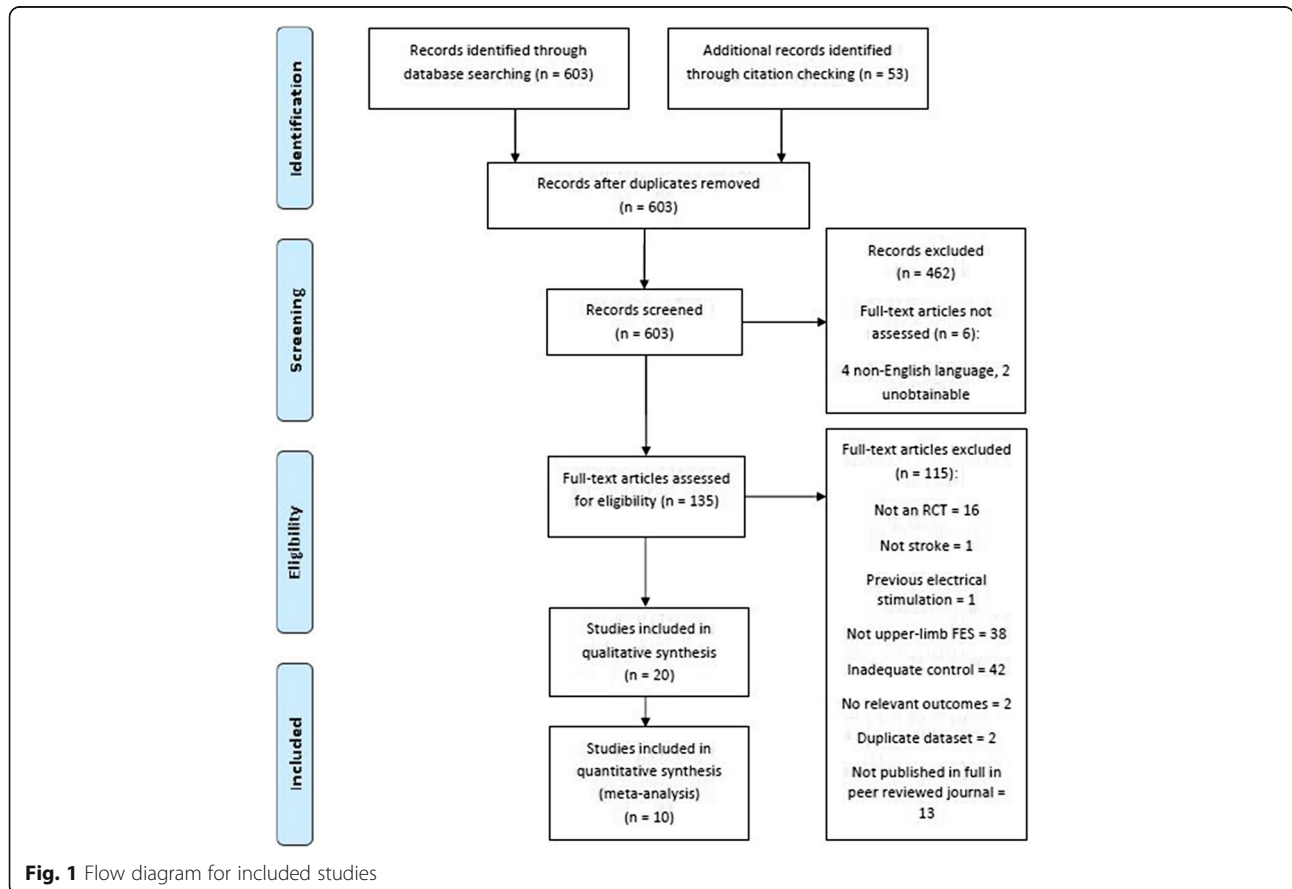 Identification
Records identified through
database searching (n = 603)
Additional records identified
through citation checking (n = 53)
Records after duplicates removed
(n = 603)
Screening
Records screened
(n = 603)
Records excluded
(n = 462)
Full-text articles not
assessed (n = 6):
4 non-English language, 2
unobtainable
Eligibility
Full-text articles assessed
for eligibility (n = 135)
Full-text articles excluded
(n = 115):
Not an RCT = 16
Not stroke = 1
Previous electrical
stimulation = 1
Not upper-limb FES = 38
Inadequate control = 42
No relevant outcomes = 2
Duplicate dataset = 2
Not published in full in
peer reviewed journal =
13
Included
Studies included in
qualitative synthesis
(n = 20)
Studies included in
quantitative synthesis
(meta-analysis)
(n = 10)
Fig. 1 Flow diagram for included studies